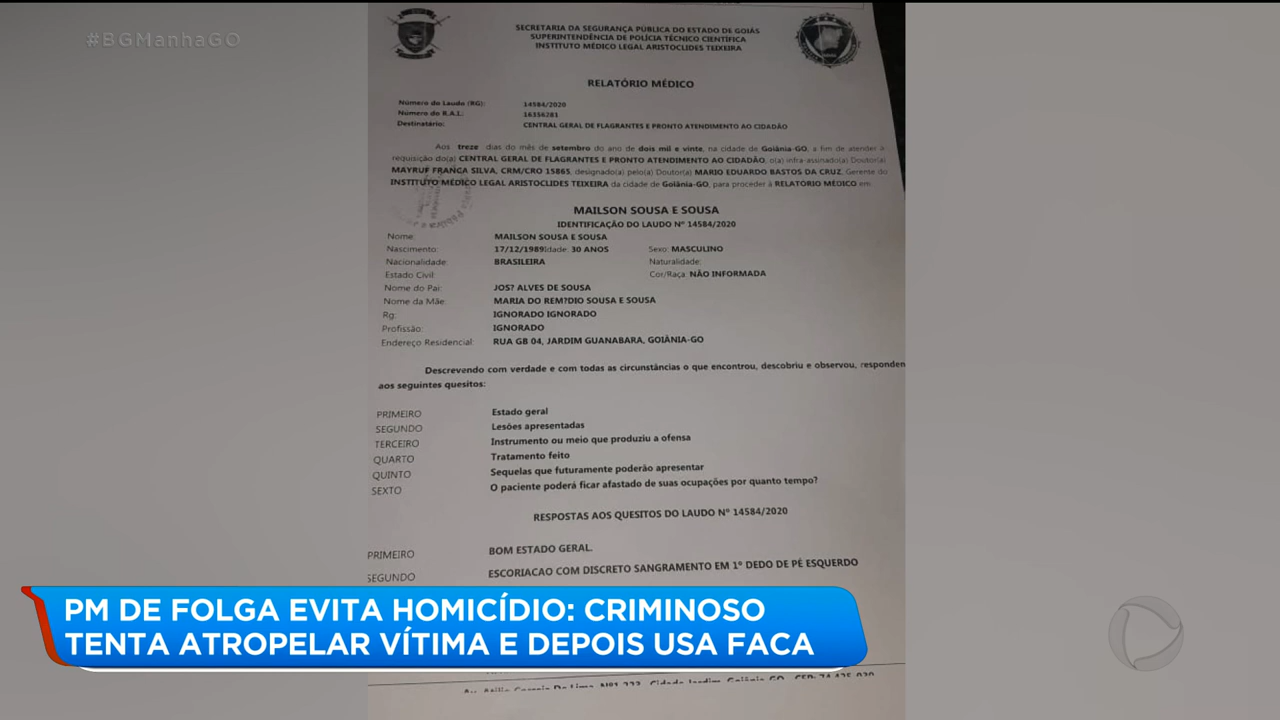 #BGManhaGO
SECRETARIA DA SEGURANÇA PÚBLICA DO ESTADO DE GOIÁS
SUPERINTENDÊNCIA DE POLÍCIA TÉCNICO CIENTÍFICA
INSTITUTO MÉDICO LEGAL ARISTOCLIDES TEIXEIRA
RELATÓRIO MÉDICO
Número do Laudo (RG): 14584/2020
Número do R.A.I.: 16356281
Destinatário: CENTRAL GERAL DE FLAGRANTES E PRONTO ATENDIMENTO AO CIDADÃO
Aos treze dias do mês de setembro do ano de dois mil e vinte, na cidade de Goiânia-GO, a fim de atender à
requisição do(a) CENTRAL GERAL DE FLAGRANTES E PRONTO ATENDIMENTO AO CIDADÃO, o(a) infra-assinado(a) Doutor(a)
MAYRUF FRANCA SILVA, CRM/CRO 15865, designado(a) pelo(a) Doutor(a) MARIO EDUARDO BASTOS DA CRUZ, Gerente do
INSTITUTO MÉDICO LEGAL ARISTOCLIDES TEIXEIRA da cidade de Goiânia-GO, para proceder à RELATORIO MÉDICO em
MAILSON SOUSA E SOUSA
IDENTIFICAÇÃO DO LAUDO Nº 14584/2020
Nome: MAILSON SOUSA E SOUSA
Nascimento: 17/12/1989Idade: 30 ANOS Sexo: MASCULINO
Nacionalidade: BRASILEIRA Naturalidade:
Estado Civil: Cor/Raça: NÃO INFORMADA
Nome do Pai: JOS? ALVES DE SOUSA
Nome da Mãe: MARIA DO REM?DIO SOUSA E SOUSA
Rg: IGNORADO IGNORADO
Profissão: IGNORADO
Endereço Residencial: RUA GB 04, JARDIM GUANABARA, GOIÂNIA-GO
Descrevendo com verdade e com todas as circunstâncias o que encontrou, descobriu e observou, responden
aos seguintes quesitos:
PRIMEIRO Estado geral
SEGUNDO Lesões apresentadas
TERCEIRO Instrumento ou meio que produziu a ofensa
QUARTO Tratamento feito
QUINTO Sequelas que futuramente poderão apresentar
SEXTO O paciente poderá ficar afastado de suas ocupações por quanto tempo?
RESPOSTAS AOS QUESITOS DO LAUDO Nº 14584/2020
PRIMEIRO BOM ESTADO GERAL.
SEGUNDO ESCORIACAO COM DISCRETO SANGRAMENTO EM 1º DEDO DE PÉ ESQUERDO
PM DE FOLGA EVITA HOMICÍDIO: CRIMINOSO
TENTA ATROPELAR VÍTIMA E DEPOIS USA FACA